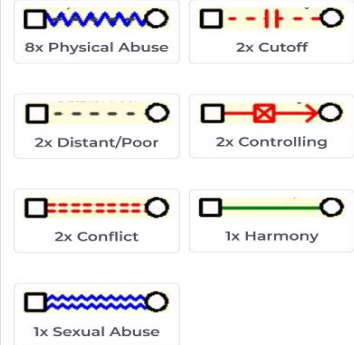 8x Physical Abuse
2x Cutoff
2x Distant/Poor
2x Controlling
2x Conflict
1x Harmony
1x Sexual Abuse